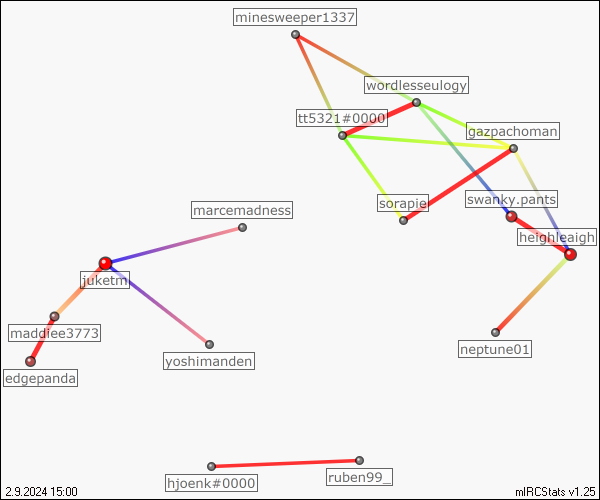 minesweeper1337
wordlesseulogy
tt5321#0000
gazpachoman
swanky.pants
sorapie
marcemadness
heighleaigh
juketm
maddiee3773
neptune01
yoshimanden
edgepanda
ruben99_
hjoenk#0000
2.9.2024 15:00
mIRCStats v1.25